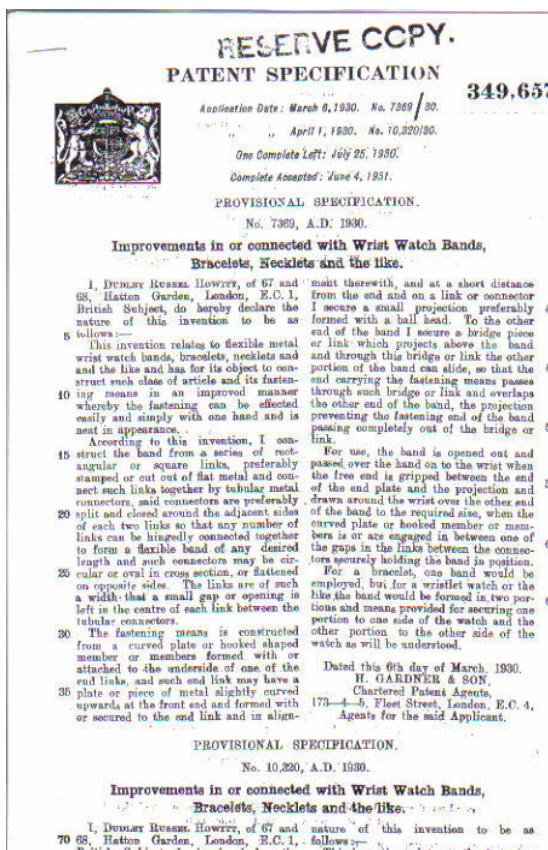 RESERVE COPY.
PATENT SPECIFICATION
349,657
Application Date: March 6, 1930. No. 7369/30.
„ „ April 1, 1930. No. 10,320/30.
One Complete Left: July 25, 1930.
Complete Accepted: June 4, 1931.
PROVISIONAL SPECIFICATION.
No. 7369, A.D. 1930.
Improvements in or connected with Wrist Watch Bands,
Bracelets, Necklets and the like.
I, DUDLEY RUSSEL HOWITT, of 67 and
68, Hatton Garden, London, E.C. 1,
British Subject, do hereby declare the
nature of this invention to be as
5 follows:—
This invention relates to flexible metal
wrist watch bands, bracelets, necklets and
and the like and has for its object to con-
struct such class of article and its fasten-
10 ing means in an improved manner
whereby the fastening can be effected
easily and simply with one hand and is
neat in appearance.
According to this invention, I con-
15 struct the band from a series of rect-
angular or square links, preferably
stamped or cut out of flat metal and con-
nect such links together by tubular metal
connectors, said connectors are preferably
20 split and closed around the adjacent sides
of each two links so that any number of
links can be hingedly connected together
to form a flexible band of any desired
length and such connectors may be cir-
25 cular or oval in cross section, or flattened
on opposite sides. The links are of such
a width that a small gap or opening is
left in the centre of each link between the
tubular connectors.
30 The fastening means is constructed
from a curved plate or hooked shaped
member or members formed with or
attached to the underside of one of the
end links, and such end link may have a
35 plate or piece of metal slightly curved
upwards at the front end and formed with
or secured to the end link and in align-
ment therewith, and at a short distance
from the end and on a link or connector
I secure a small projection preferably
formed with a ball head. To the other
end of the band I secure a bridge piece
or link which projects above the band
and through this bridge or link the other
portion of the band can slide, so that the
end carrying the fastening means passes
through such bridge or link and overlaps
the other end of the band, the projection
preventing the fastening end of the band
passing completely out of the bridge or
link.
For use, the band is opened out and
passed over the hand on to the wrist when
the free end is gripped between the end
of the end plate and the projection and
drawn around the wrist over the other end
of the band to the required size, when the
curved plate or hooked member or mem-
bers is or are engaged in between one of
the gaps in the links between the connec-
tors securely holding the band in position.
For a bracelet, one band would be
employed, but for a wristlet watch or the
like the band would be formed in two por-
tions and means provided for securing one
portion to one side of the watch and the
other portion to the other side of the
watch as will be understood.
Dated this 6th day of March, 1930.
H. GARDNER & SON,
Chartered Patent Agents,
173—4—5, Fleet Street, London, E.C. 4,
Agents for the said Applicant.
PROVISIONAL SPECIFICATION.
No. 10,320, A.D. 1930.
Improvements in or connected with Wrist Watch Bands,
Bracelets, Necklets and the like.
I, DUDLEY RUSSEL HOWITT, of 67 and
70 68, Hatton Garden, London, E.C. 1,
nature of this invention to be as
follows:—